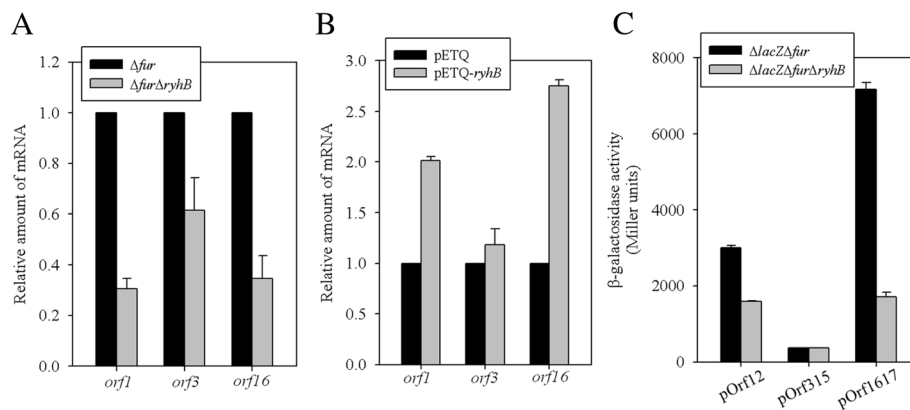 A
Relative amount of mRNA
1.2
1.0
0.8
0.6
0.4
0.2
0.0
Δfur
ΔfurΔryhB
orf1 orf3 orf16
B
Relative amount of mRNA
3.0
2.5
2.0
1.5
1.0
0.5
0.0
pETQ
pETQ-ryhB
orf1 orf3 orf16
C
β-galactosidase activity
(Miller units)
8000
6000
4000
2000
0
ΔlacZΔfur
ΔlacZΔfurΔryhB
pOrf12 pOrf315 pOrf1617